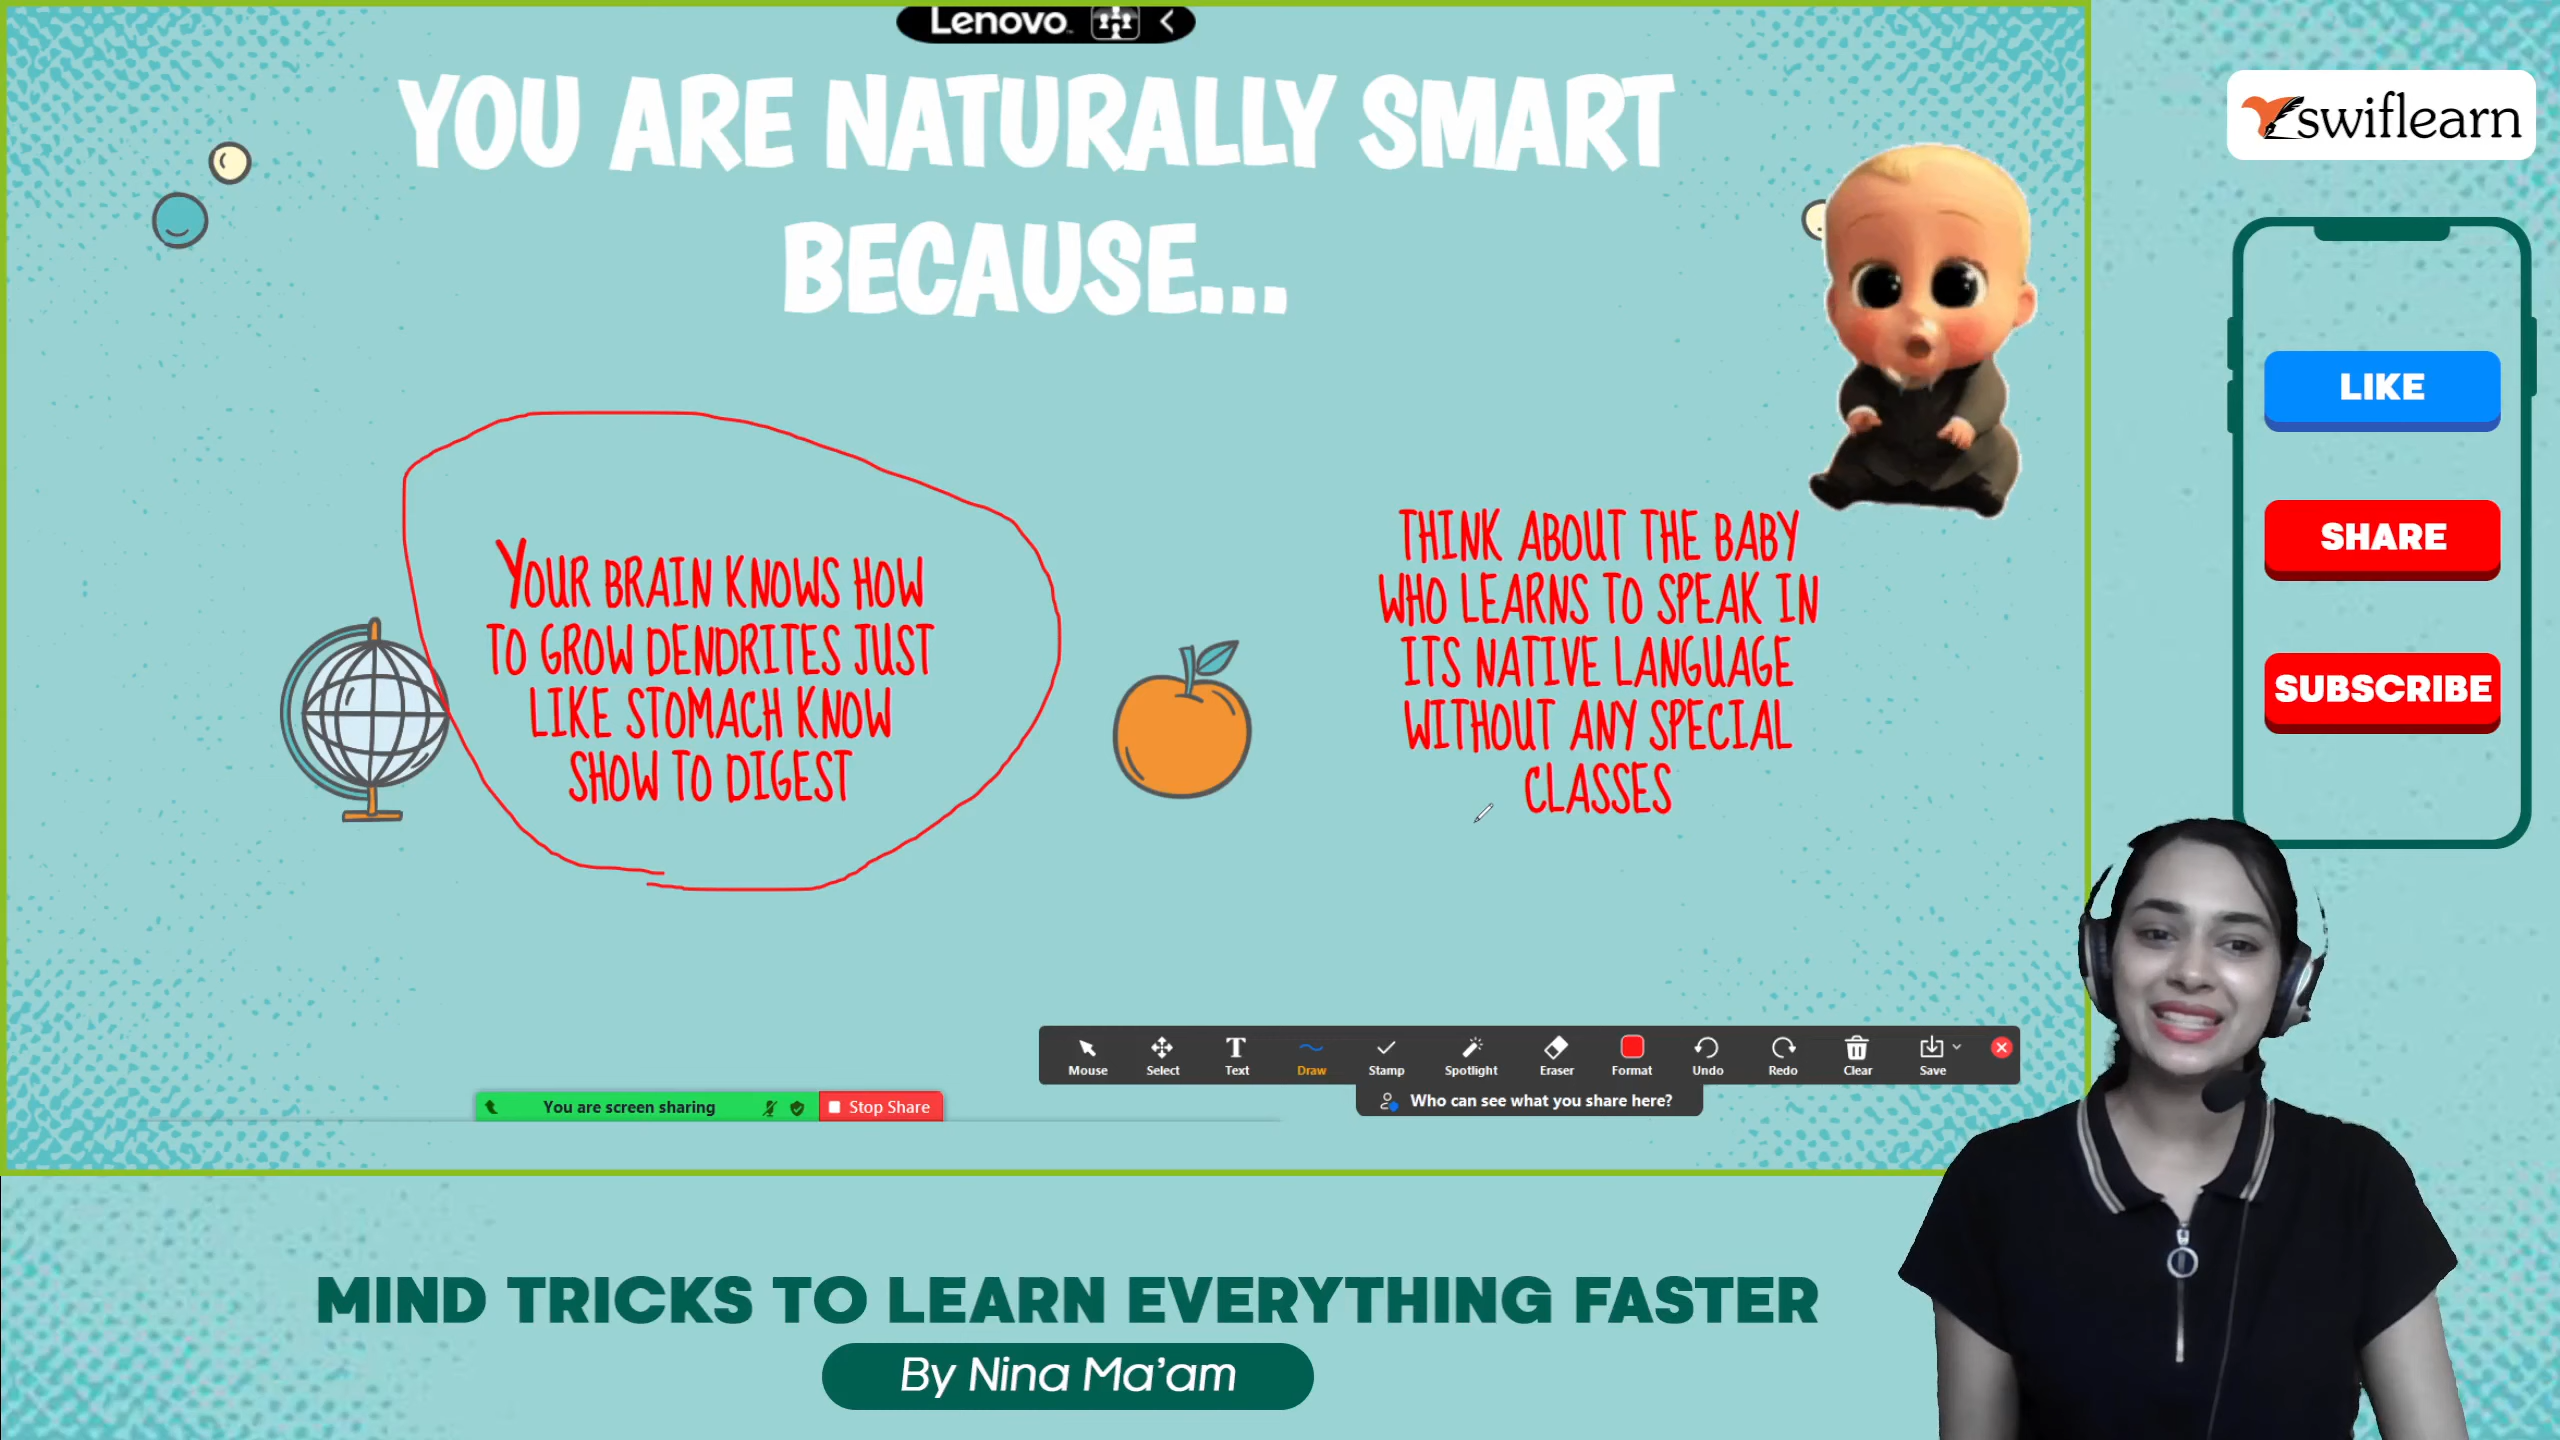 Lenovo
YOU ARE NATURALLY SMART
BECAUSE...
YOUR BRAIN KNOWS HOW
TO GROW DENDRITES JUST
LIKE STOMACH KNOW
SHOW TO DIGEST
THINK ABOUT THE BABY
WHO LEARNS TO SPEAK IN
ITS NATIVE LANGUAGE
WITHOUT ANY SPECIAL
CLASSES
swiflearn
LIKE
SHARE
SUBSCRIBE
Mouse Select Text Draw Stamp Spotlight Eraser Format Undo Redo Clear Save
You are screen sharing Stop Share
Who can see what you share here?
MIND TRICKS TO LEARN EVERYTHING FASTER
By Nina Ma'am